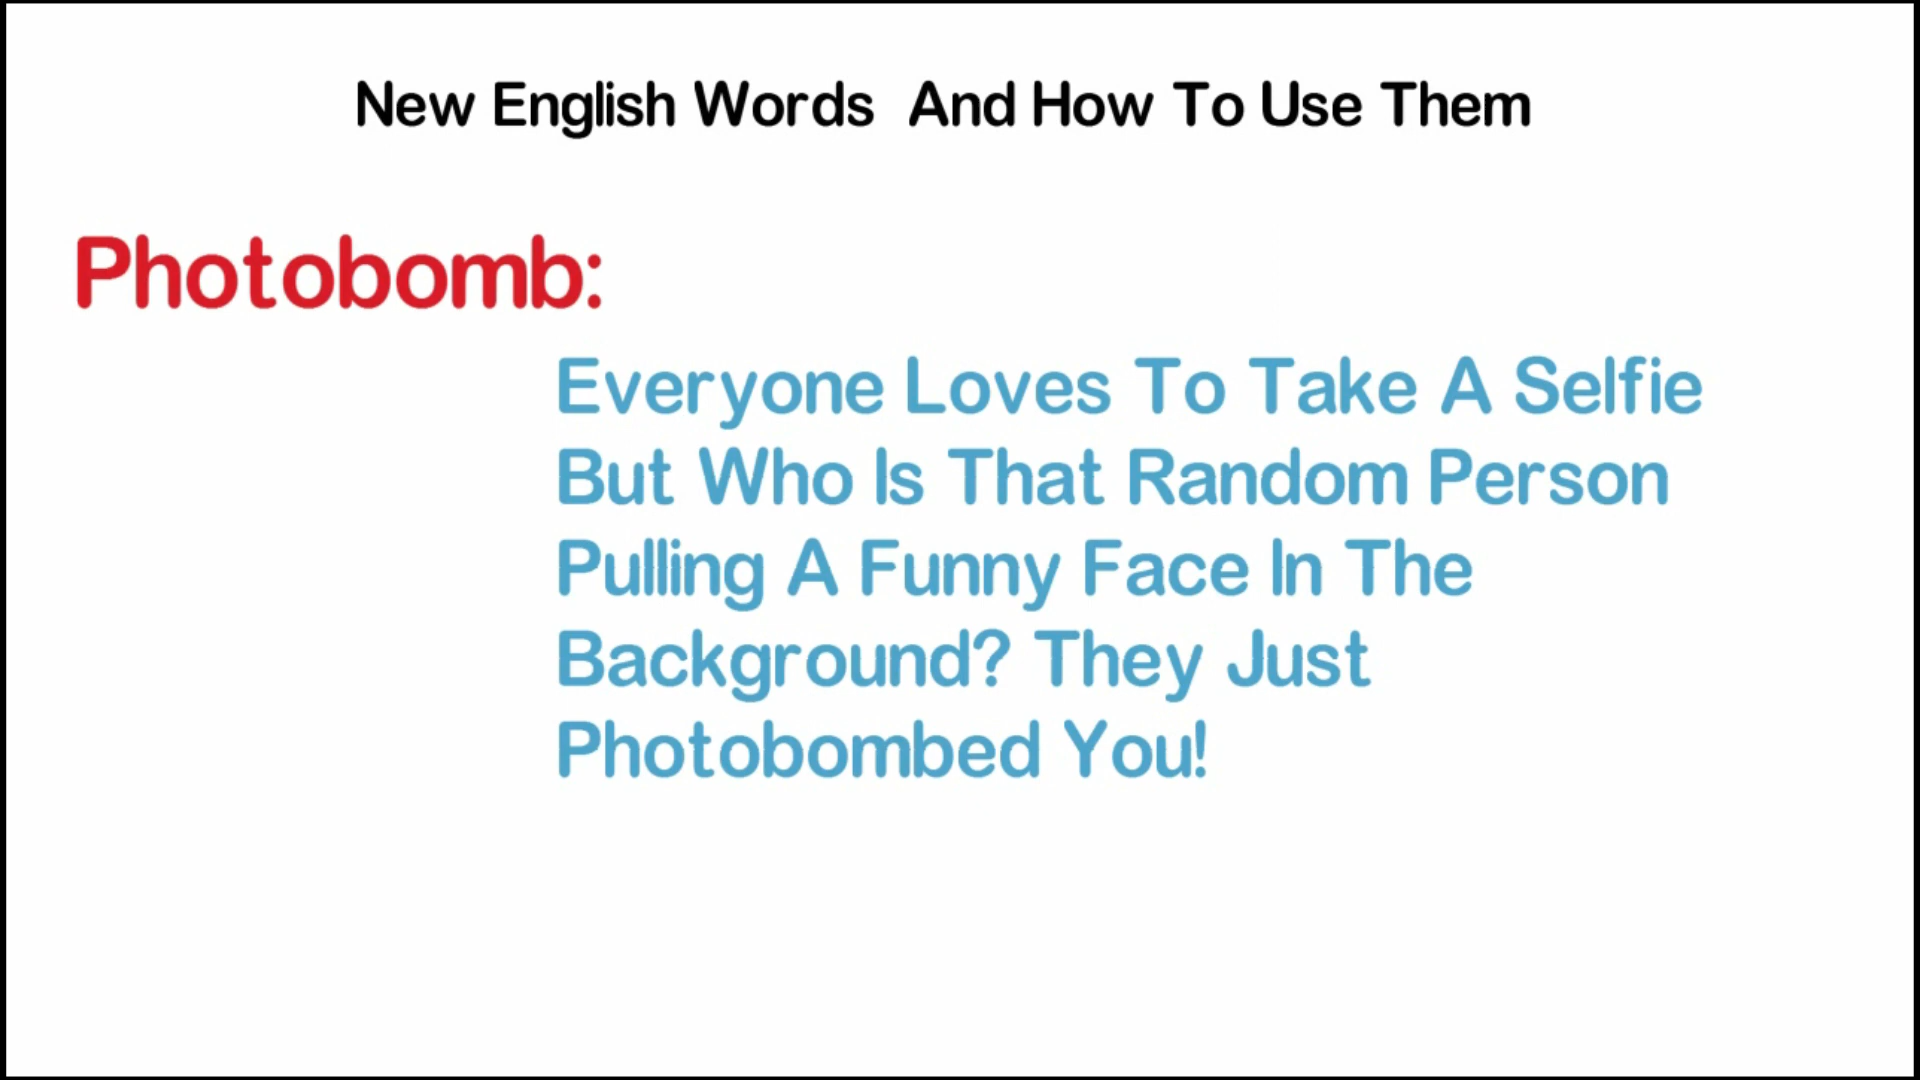 New English Words  And How To Use Them
Photobomb:
Everyone Loves To Take A Selfie
But Who Is That Random Person
Pulling A Funny Face In The
Background? They Just
Photobombed You!